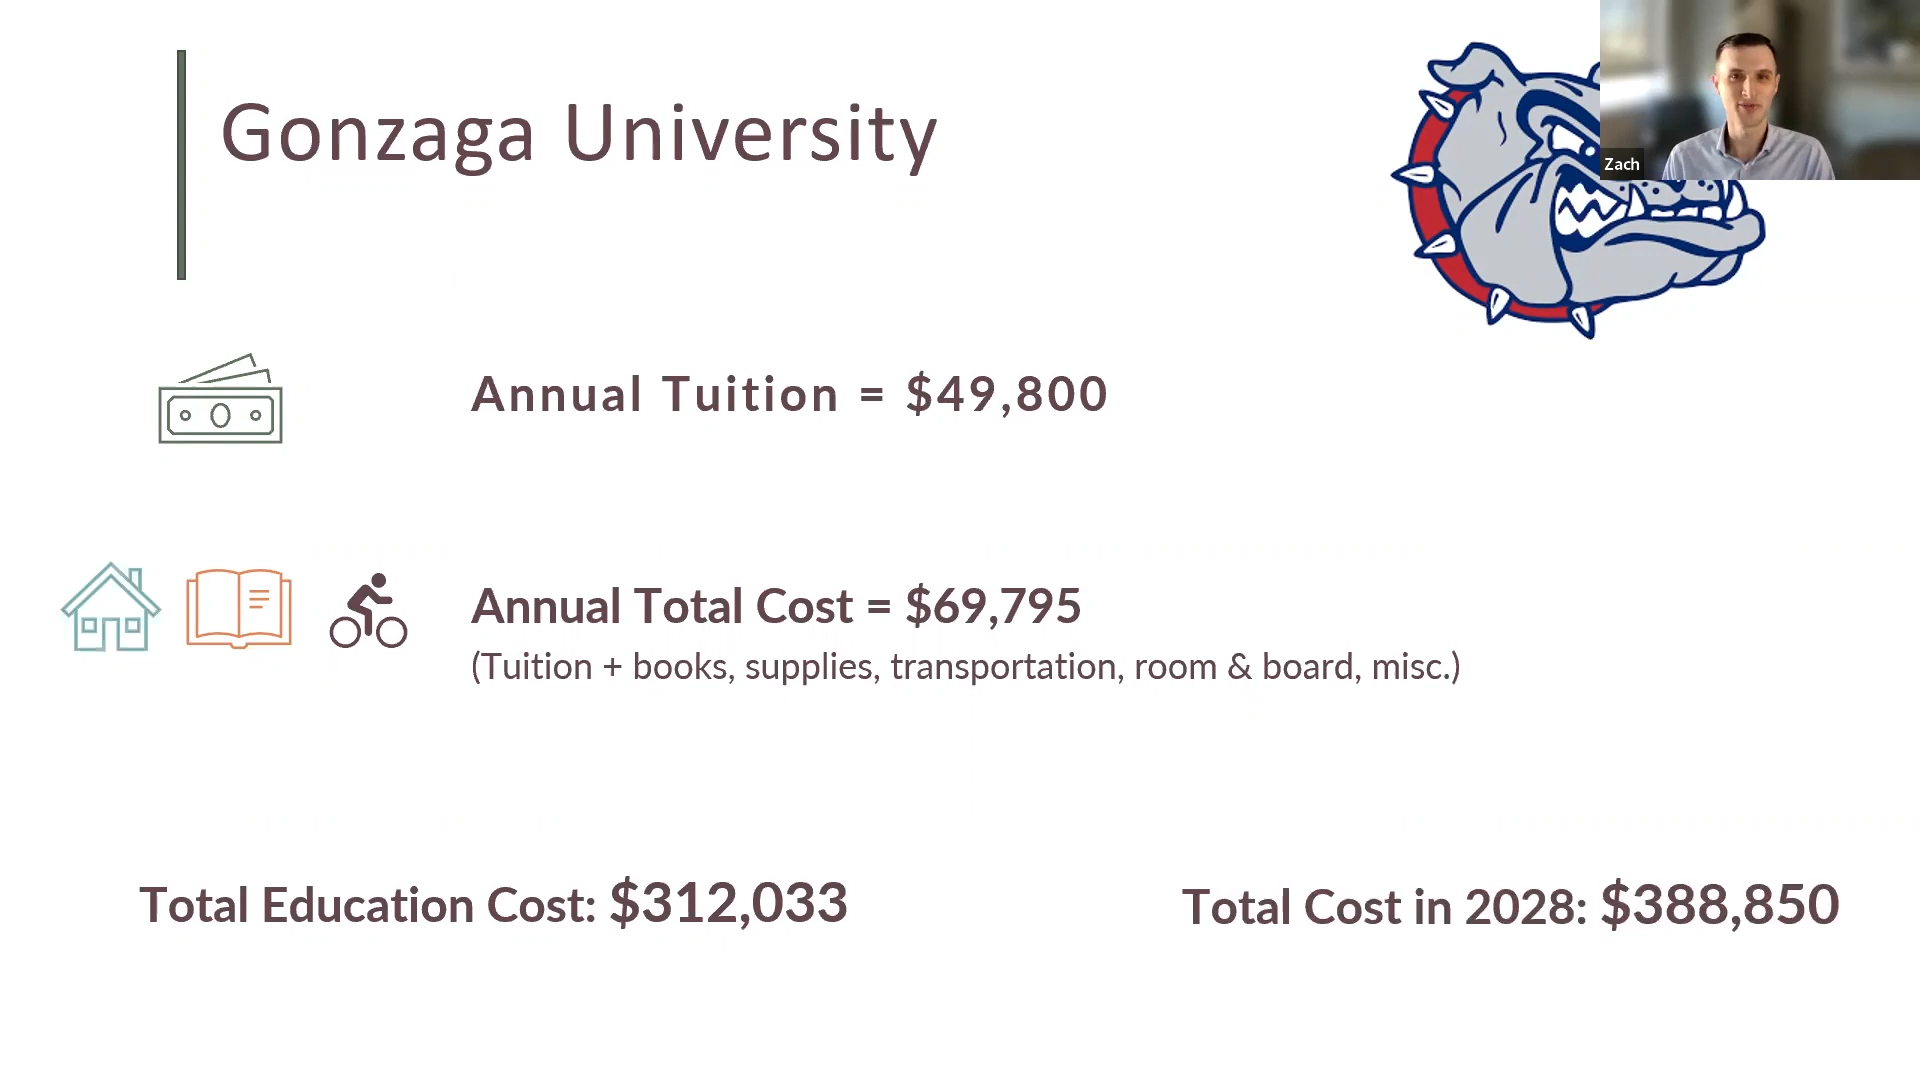 Gonzaga University
Zach
Annual Tuition = $49,800
Annual Total Cost = $69,795
(Tuition + books, supplies, transportation, room & board, misc.)
Total Education Cost: $312,033
Total Cost in 2028: $388,850